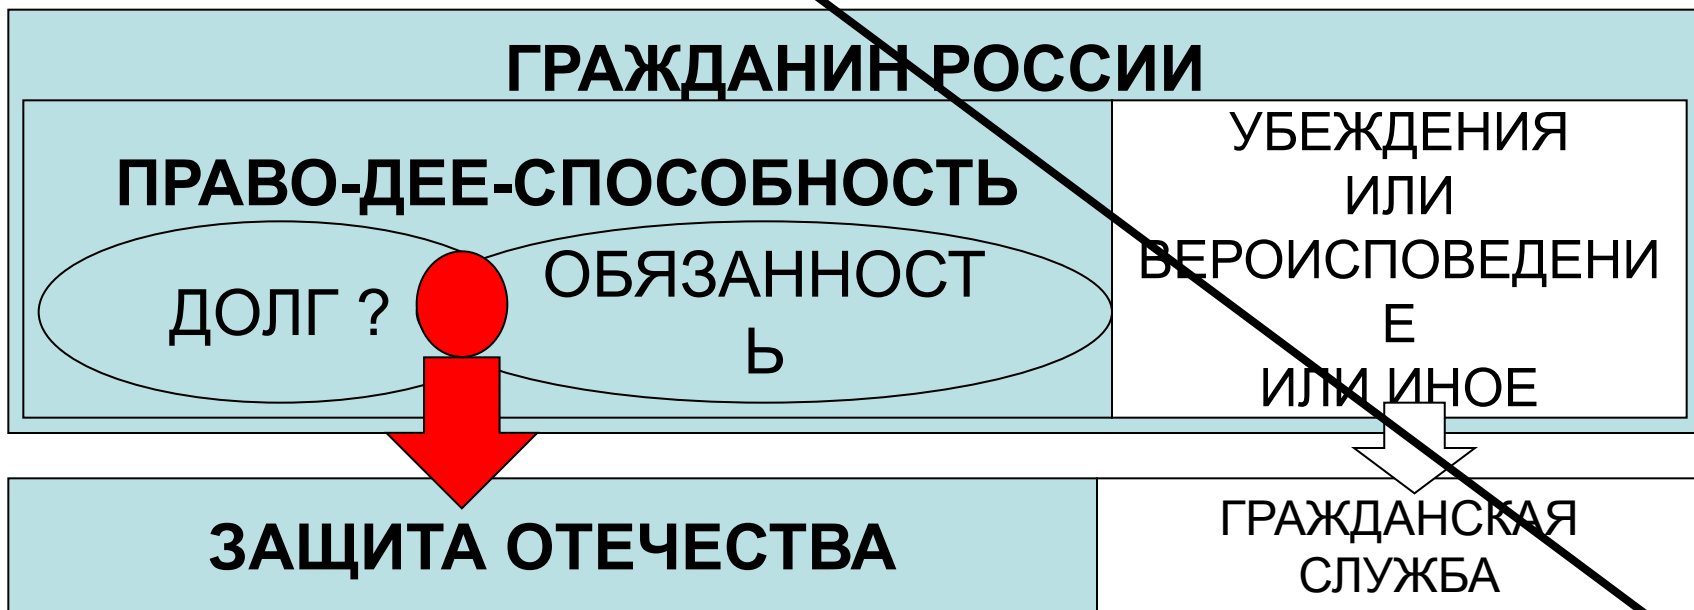 ГРАЖДАНИН РОССИИ
ПРАВО-ДЕЕ-СПОСОБНОСТЬ
ДОЛГ ?
ОБЯЗАННОСТ
Ь
УБЕЖДЕНИЯ
ИЛИ
ВЕРОИСПОВЕДЕНИ
Е
ИЛИ ИНОЕ
ЗАЩИТА ОТЕЧЕСТВА
ГРАЖДАНСКАЯ
СЛУЖБА